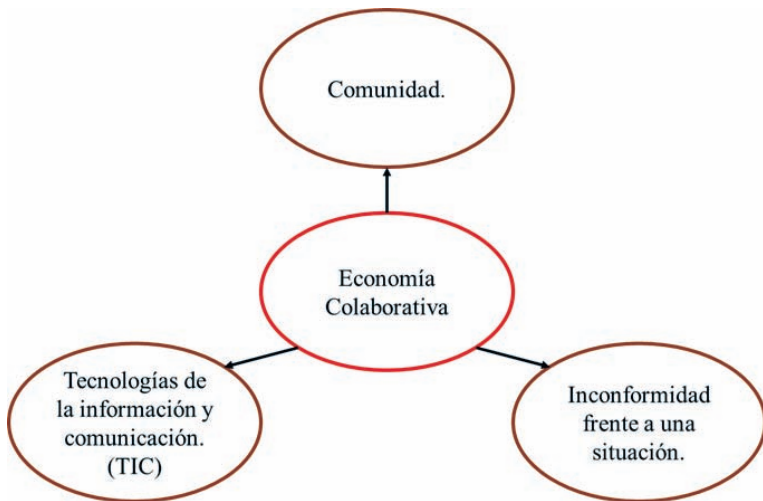 Comunidad.
Economía
Colaborativa
Tecnologías de
la información y
comunicación.
(TIC)
Inconformidad
frente a una
situación.